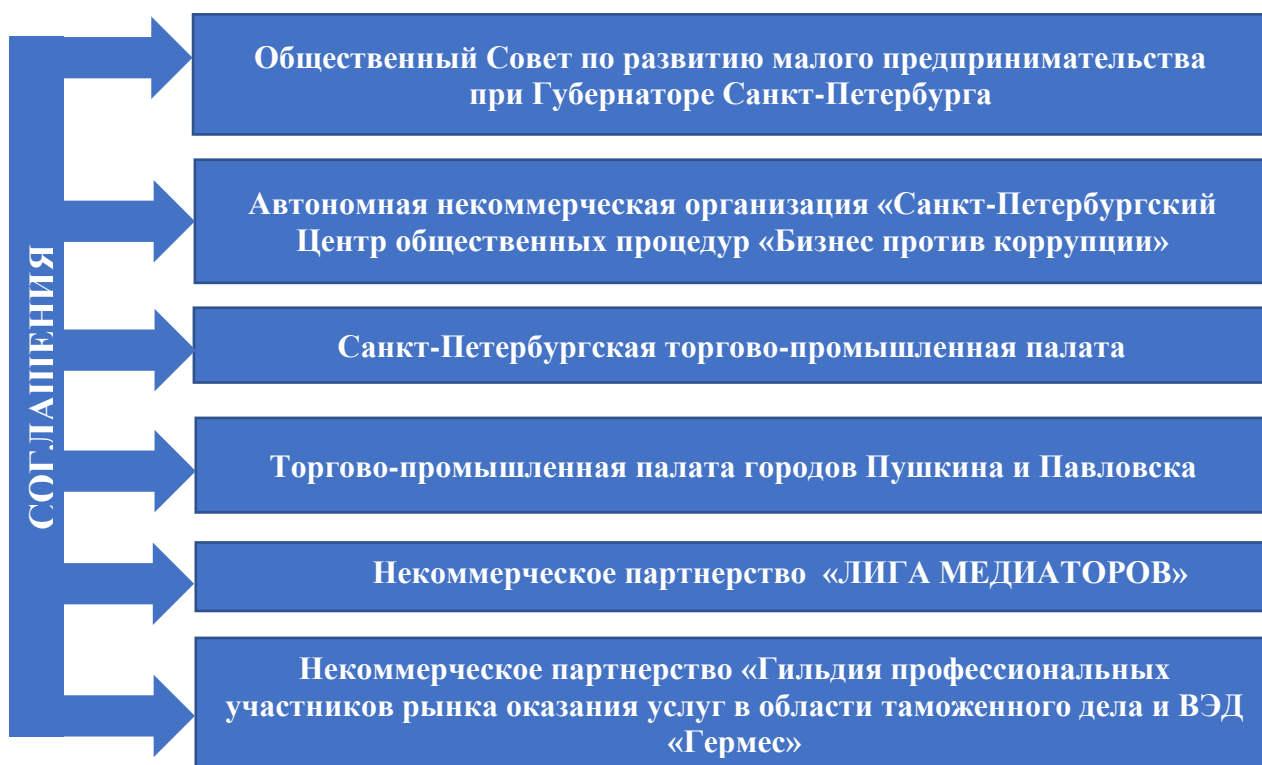 СОГЛАШЕНИЯ
Общественный Совет по развитию малого предпринимательства
при Губернаторе Санкт-Петербурга
Автономная некоммерческая организация «Санкт-Петербургский
Центр общественных процедур «Бизнес против коррупции»
Санкт-Петербургская торгово-промышленная палата
Торгово-промышленная палата городов Пушкина и Павловска
Некоммерческое партнерство «ЛИГА МЕДИАТОРОВ»
Некоммерческое партнерство «Гильдия профессиональных
участников рынка оказания услуг в области таможенного дела и ВЭД
«Гермес»